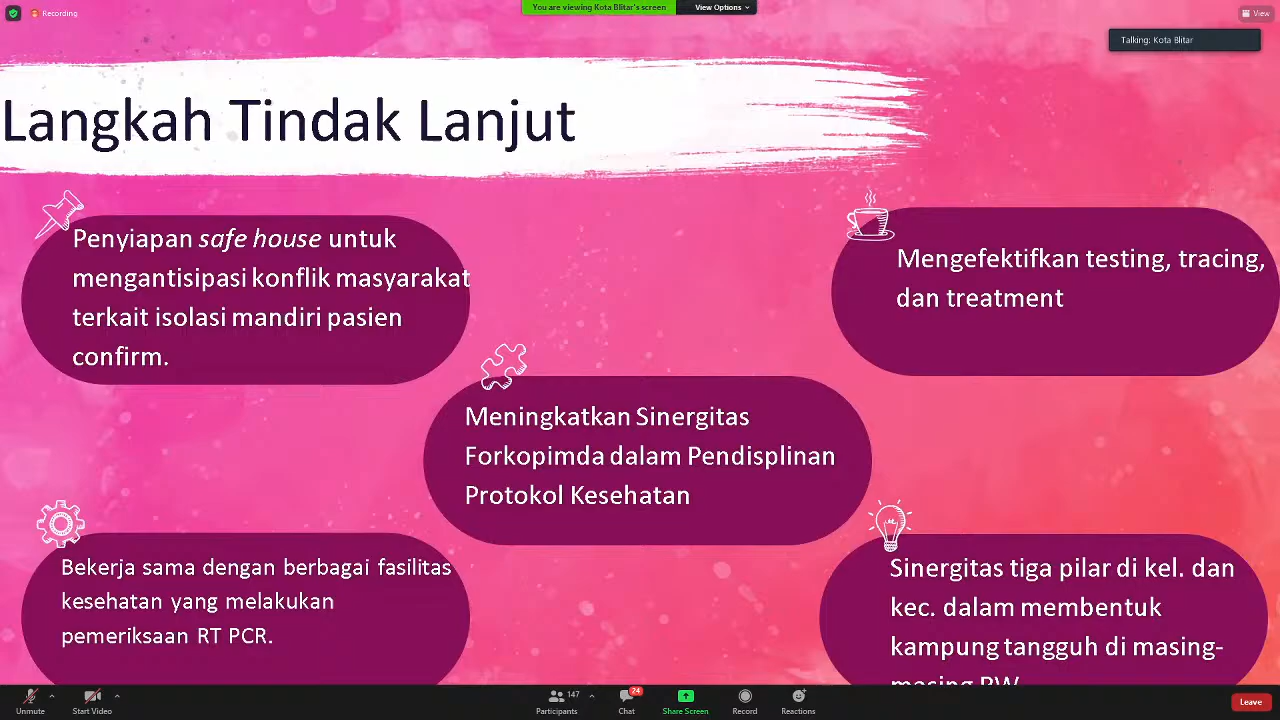 Recording
You are viewing Kota Blitar's screen
View Options
View
Talking: Kota Blitar
Langkah Tindak Lanjut
Penyiapan safe house untuk
mengantisipasi konflik masyarakat
terkait isolasi mandiri pasien
confirm.
Mengefektifkan testing, tracing,
dan treatment
Meningkatkan Sinergitas
Forkopimda dalam Pendisplinan
Protokol Kesehatan
Bekerja sama dengan berbagai fasilitas
kesehatan yang melakukan
pemeriksaan RT PCR.
Sinergitas tiga pilar di kel. dan
kec. dalam membentuk
kampung tangguh di masing-
masing RW
Unmute
Start Video
147
Participants
24
Chat
Share Screen
Record
Reactions
Leave